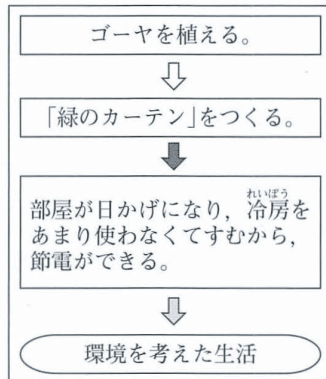 ゴーヤを植える。
「緑のカーテン」をつくる。
部屋が日かげになり，冷房を
れいぼう
あまり使わなくてすむから，
節電ができる。
環境を考えた生活